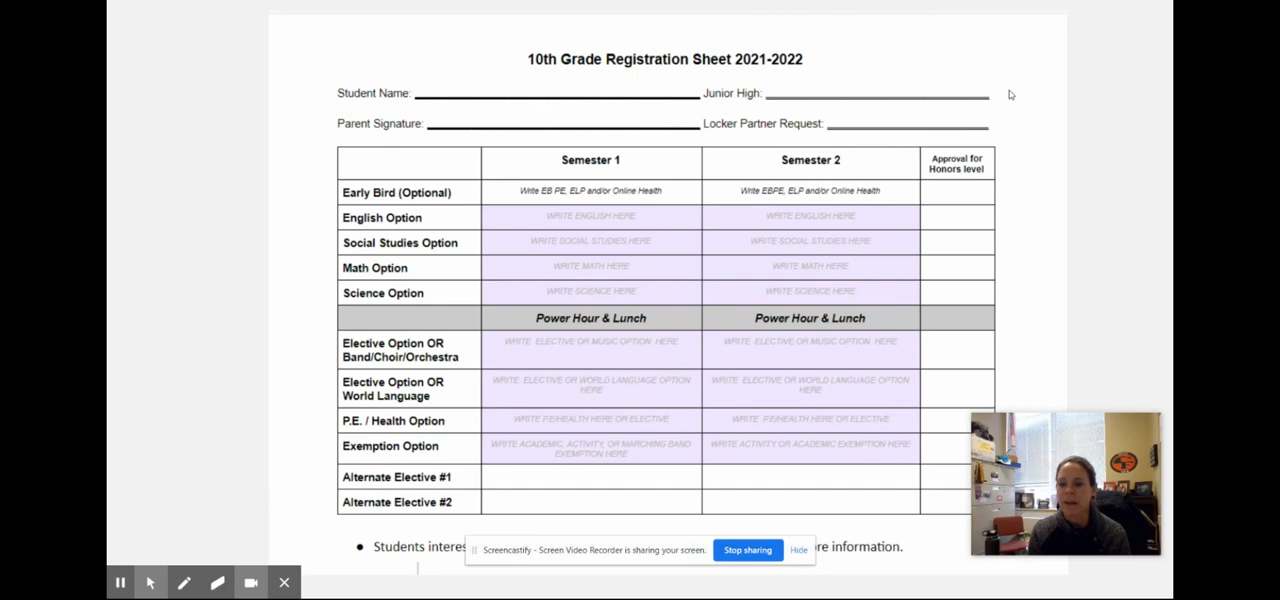 10th Grade Registration Sheet 2021-2022
Student Name: Junior High:
Parent Signature: Locker Partner Request:
Semester 1 Semester 2 Approval for
Honors level
Early Bird (Optional) Write EB PE, ELP and/or Online Health Write EBPE, ELP and/or Online Health
English Option WRITE ENGLISH HERE WRITE ENGLISH HERE
Social Studies Option WRITE SOCIAL STUDIES HERE WRITE SOCIAL STUDIES HERE
Math Option WRITE MATH HERE WRITE MATH HERE
Science Option WRITE SCIENCE HERE WRITE SCIENCE HERE
Power Hour & Lunch Power Hour & Lunch
Elective Option OR WRITE ELECTIVE OR MUSIC OPTION HERE WRITE ELECTIVE OR MUSIC OPTION HERE
Band/Choir/Orchestra
Elective Option OR WRITE ELECTIVE OR WORLD LANGUAGE OPTION WRITE ELECTIVE OR WORLD LANGUAGE OPTION
World Language HERE HERE
P.E. / Health Option WRITE P.E/HEALTH HERE OR ELECTIVE WRITE P.E/HEALTH HERE OR ELECTIVE
Exemption Option WRITE ACADEMIC, ACTIVITY, OR MARCHING BAND WRITE ACTIVITY OR ACADEMIC EXEMPTION HERE
EXEMPTION HERE
Alternate Elective #1
Alternate Elective #2
Students more information.
Screencastify - Screen Video Recorder is sharing your screen. Stop sharing Hide